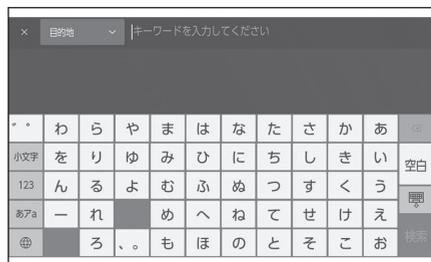 × 目的地 キーワードを入力してください
゛゜ わ ら や ま は な た さ か あ
小文字 を り ゆ み ひ に ち し き い 空白
123 ん る よ む ふ ぬ つ す く う
あアa ー れ め へ ね て せ け え
ろ 、。 も ほ の と そ こ お 検索